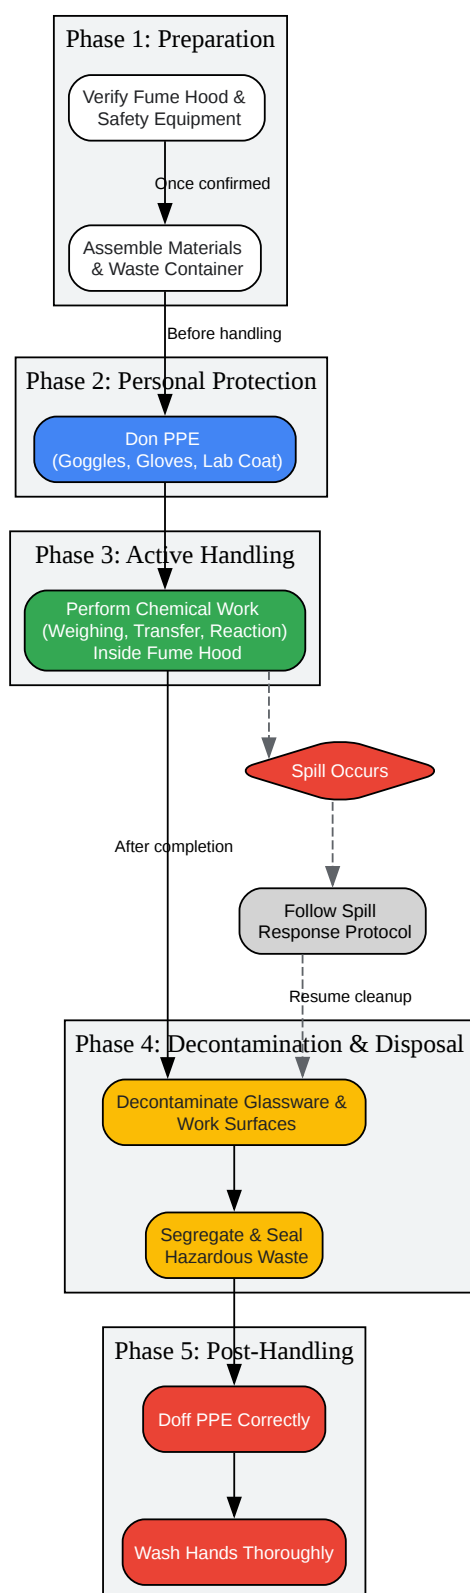 Phase 1: Preparation
Verify Fume Hood &
Safety Equipment
Once confirmed
Assemble Materials
& Waste Container
Before handling
Phase 2: Personal Protection
Don PPE
(Goggles, Gloves, Lab Coat)
Phase 3: Active Handling
Perform Chemical Work
(Weighing, Transfer, Reaction)
Inside Fume Hood
Spill Occurs
After completion
Follow Spill
Response Protocol
Resume cleanup
Phase 4: Decontamination & Disposal
Decontaminate Glassware &
Work Surfaces
Segregate & Seal
Hazardous Waste
Phase 5: Post-Handling
Doff PPE Correctly
Wash Hands Thoroughly